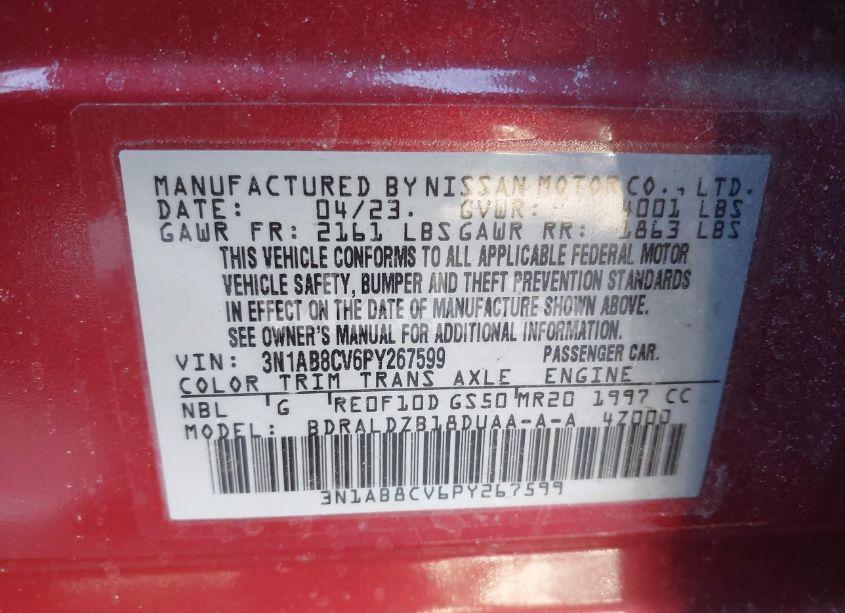 MANUFACTURED BY NISSAN MOTOR CO., LTD.
DATE: 04/23. GVWR: 4001 LBS
GAWR FR: 2161 LBS GAWR RR: 1863 LBS
THIS VEHICLE CONFORMS TO ALL APPLICABLE FEDERAL MOTOR
VEHICLE SAFETY, BUMPER AND THEFT PREVENTION STANDARDS
IN EFFECT ON THE DATE OF MANUFACTURE SHOWN ABOVE.
SEE OWNER'S MANUAL FOR ADDITIONAL INFORMATION.
VIN: 3N1AB8CV6PY267599 PASSENGER CAR.
COLOR TRIM TRANS AXLE ENGINE
NBL G RE0F10D GS50 MR20 1997 CC
MODEL: BDRALDZB18DUAA-A-A 4Z000
3N1AB8CV6PY267599